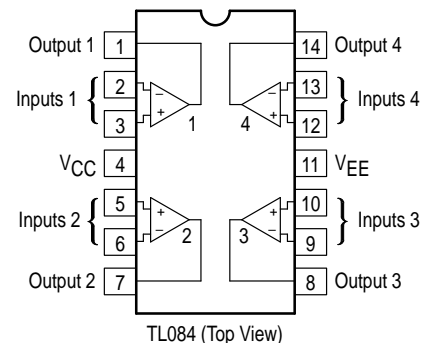 Output 1 1 14 Output 4
Inputs 1 { 2 − − 13 } Inputs 4
3 + 1 4 + 12
VCC 4 11 VEE
Inputs 2 { 5 + + 10 } Inputs 3
6 − 2 3 − 9
Output 2 7 8 Output 3
TL084 (Top View)